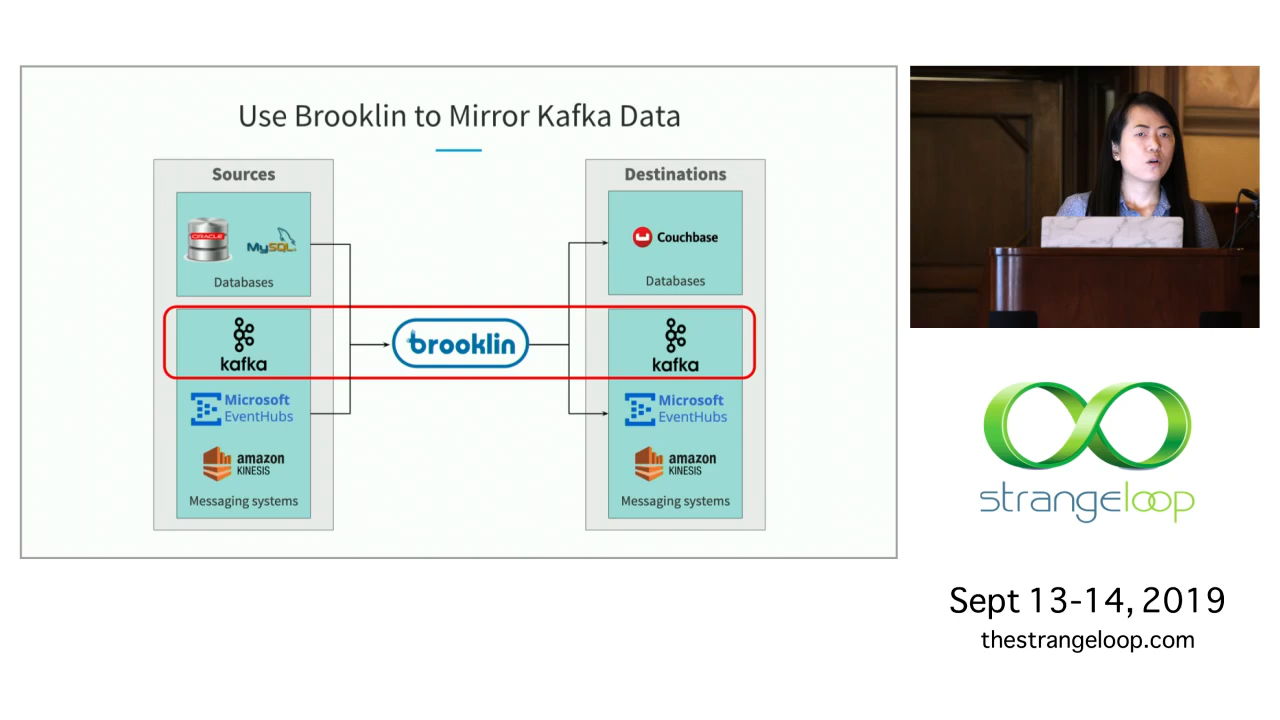 Use Brooklin to Mirror Kafka Data
Sources
ORACLE
MySQL
Databases
kafka
Microsoft
EventHubs
amazon
KINESIS
Messaging systems
brooklin
Destinations
Couchbase
Databases
kafka
Microsoft
EventHubs
amazon
KINESIS
Messaging systems
strangeloop
Sept 13-14, 2019
thestrangeloop.com